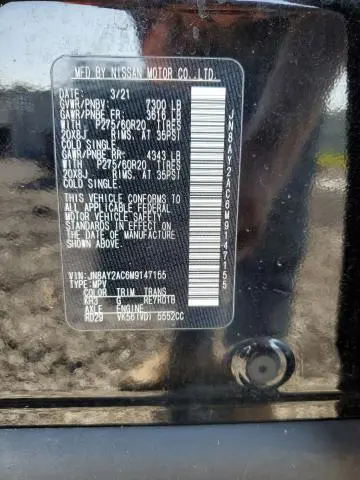 MFD BY NISSAN MOTOR CO.,LTD.
DATE: 3/21
GVWR/PNBV: 7300 LB
GAWR/PNBE FR: 3616 LB
WITH P275/60R20 TIRES
20X8J RIMS, AT 35PSI
COLD SINGLE.
GAWR/PNBE RR: 4343 LB
WITH P275/60R20 TIRES
20X8J RIMS, AT 35PSI
COLD SINGLE.
THIS VEHICLE CONFORMS TO
ALL APPLICABLE FEDERAL
MOTOR VEHICLE SAFETY
STANDARDS IN EFFECT ON
THE DATE OF MANUFACTURE
SHOWN ABOVE.
VIN: JN8AY2AC6M9147155
TYPE: MPV
COLOR TRIM TRANS
KH3 G RE7R01B
AXLE ENGINE
RD29 VK56(VD) 5552CC
JN8AY2AC6M9147155